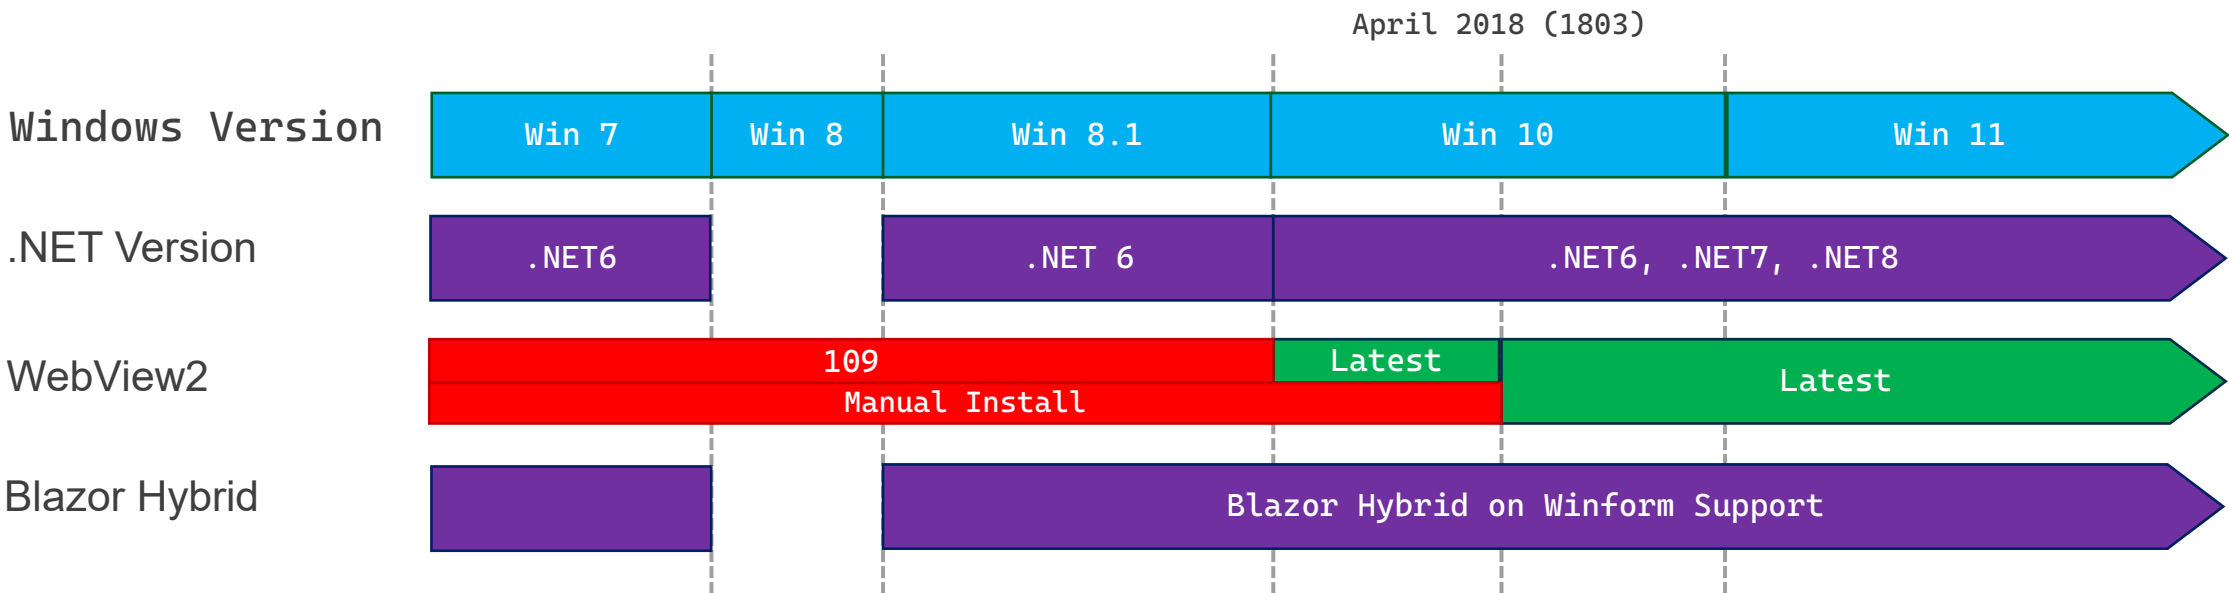 April 2018 (1803)
Windows Version
Win 7
Win 8
Win 8.1
Win 10
Win 11
.NET Version
.NET6
.NET 6
.NET6, .NET7, .NET8
WebView2
109
Latest
Manual Install
Latest
Blazor Hybrid
Blazor Hybrid on Winform Support